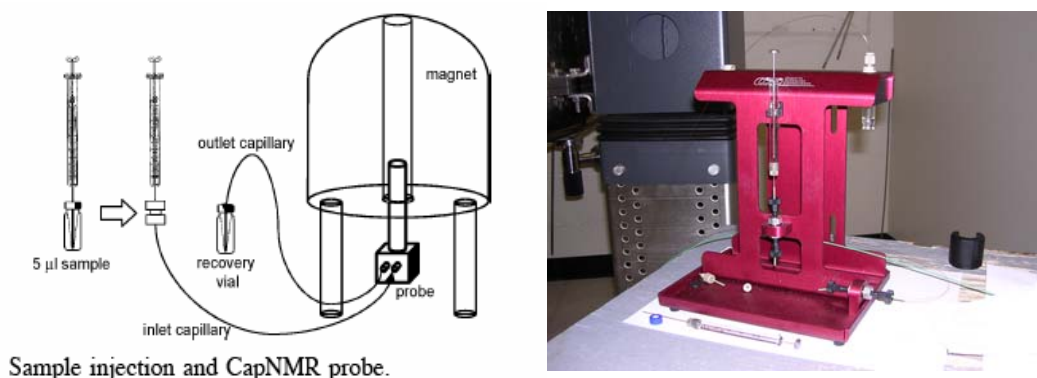 magnet
outlet capillary
5 µl sample
recovery
vial
probe
inlet capillary
Sample injection and CapNMR probe.